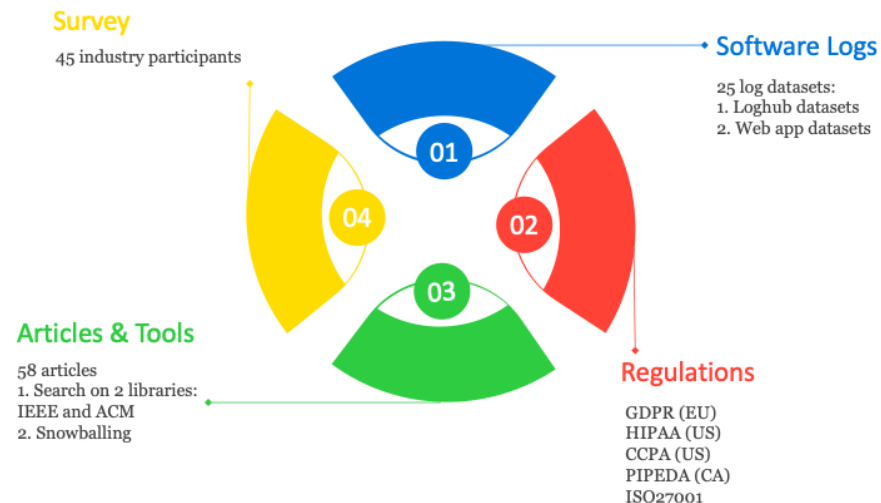 Survey
45 industry participants
Software Logs
25 log datasets:
1. Loghub datasets
2. Web app datasets
01
02
03
04
Articles & Tools
58 articles
1. Search on 2 libraries:
IEEE and ACM
2. Snowballing
Regulations
GDPR (EU)
HIPAA (US)
CCPA (US)
PIPEDA (CA)
ISO27001